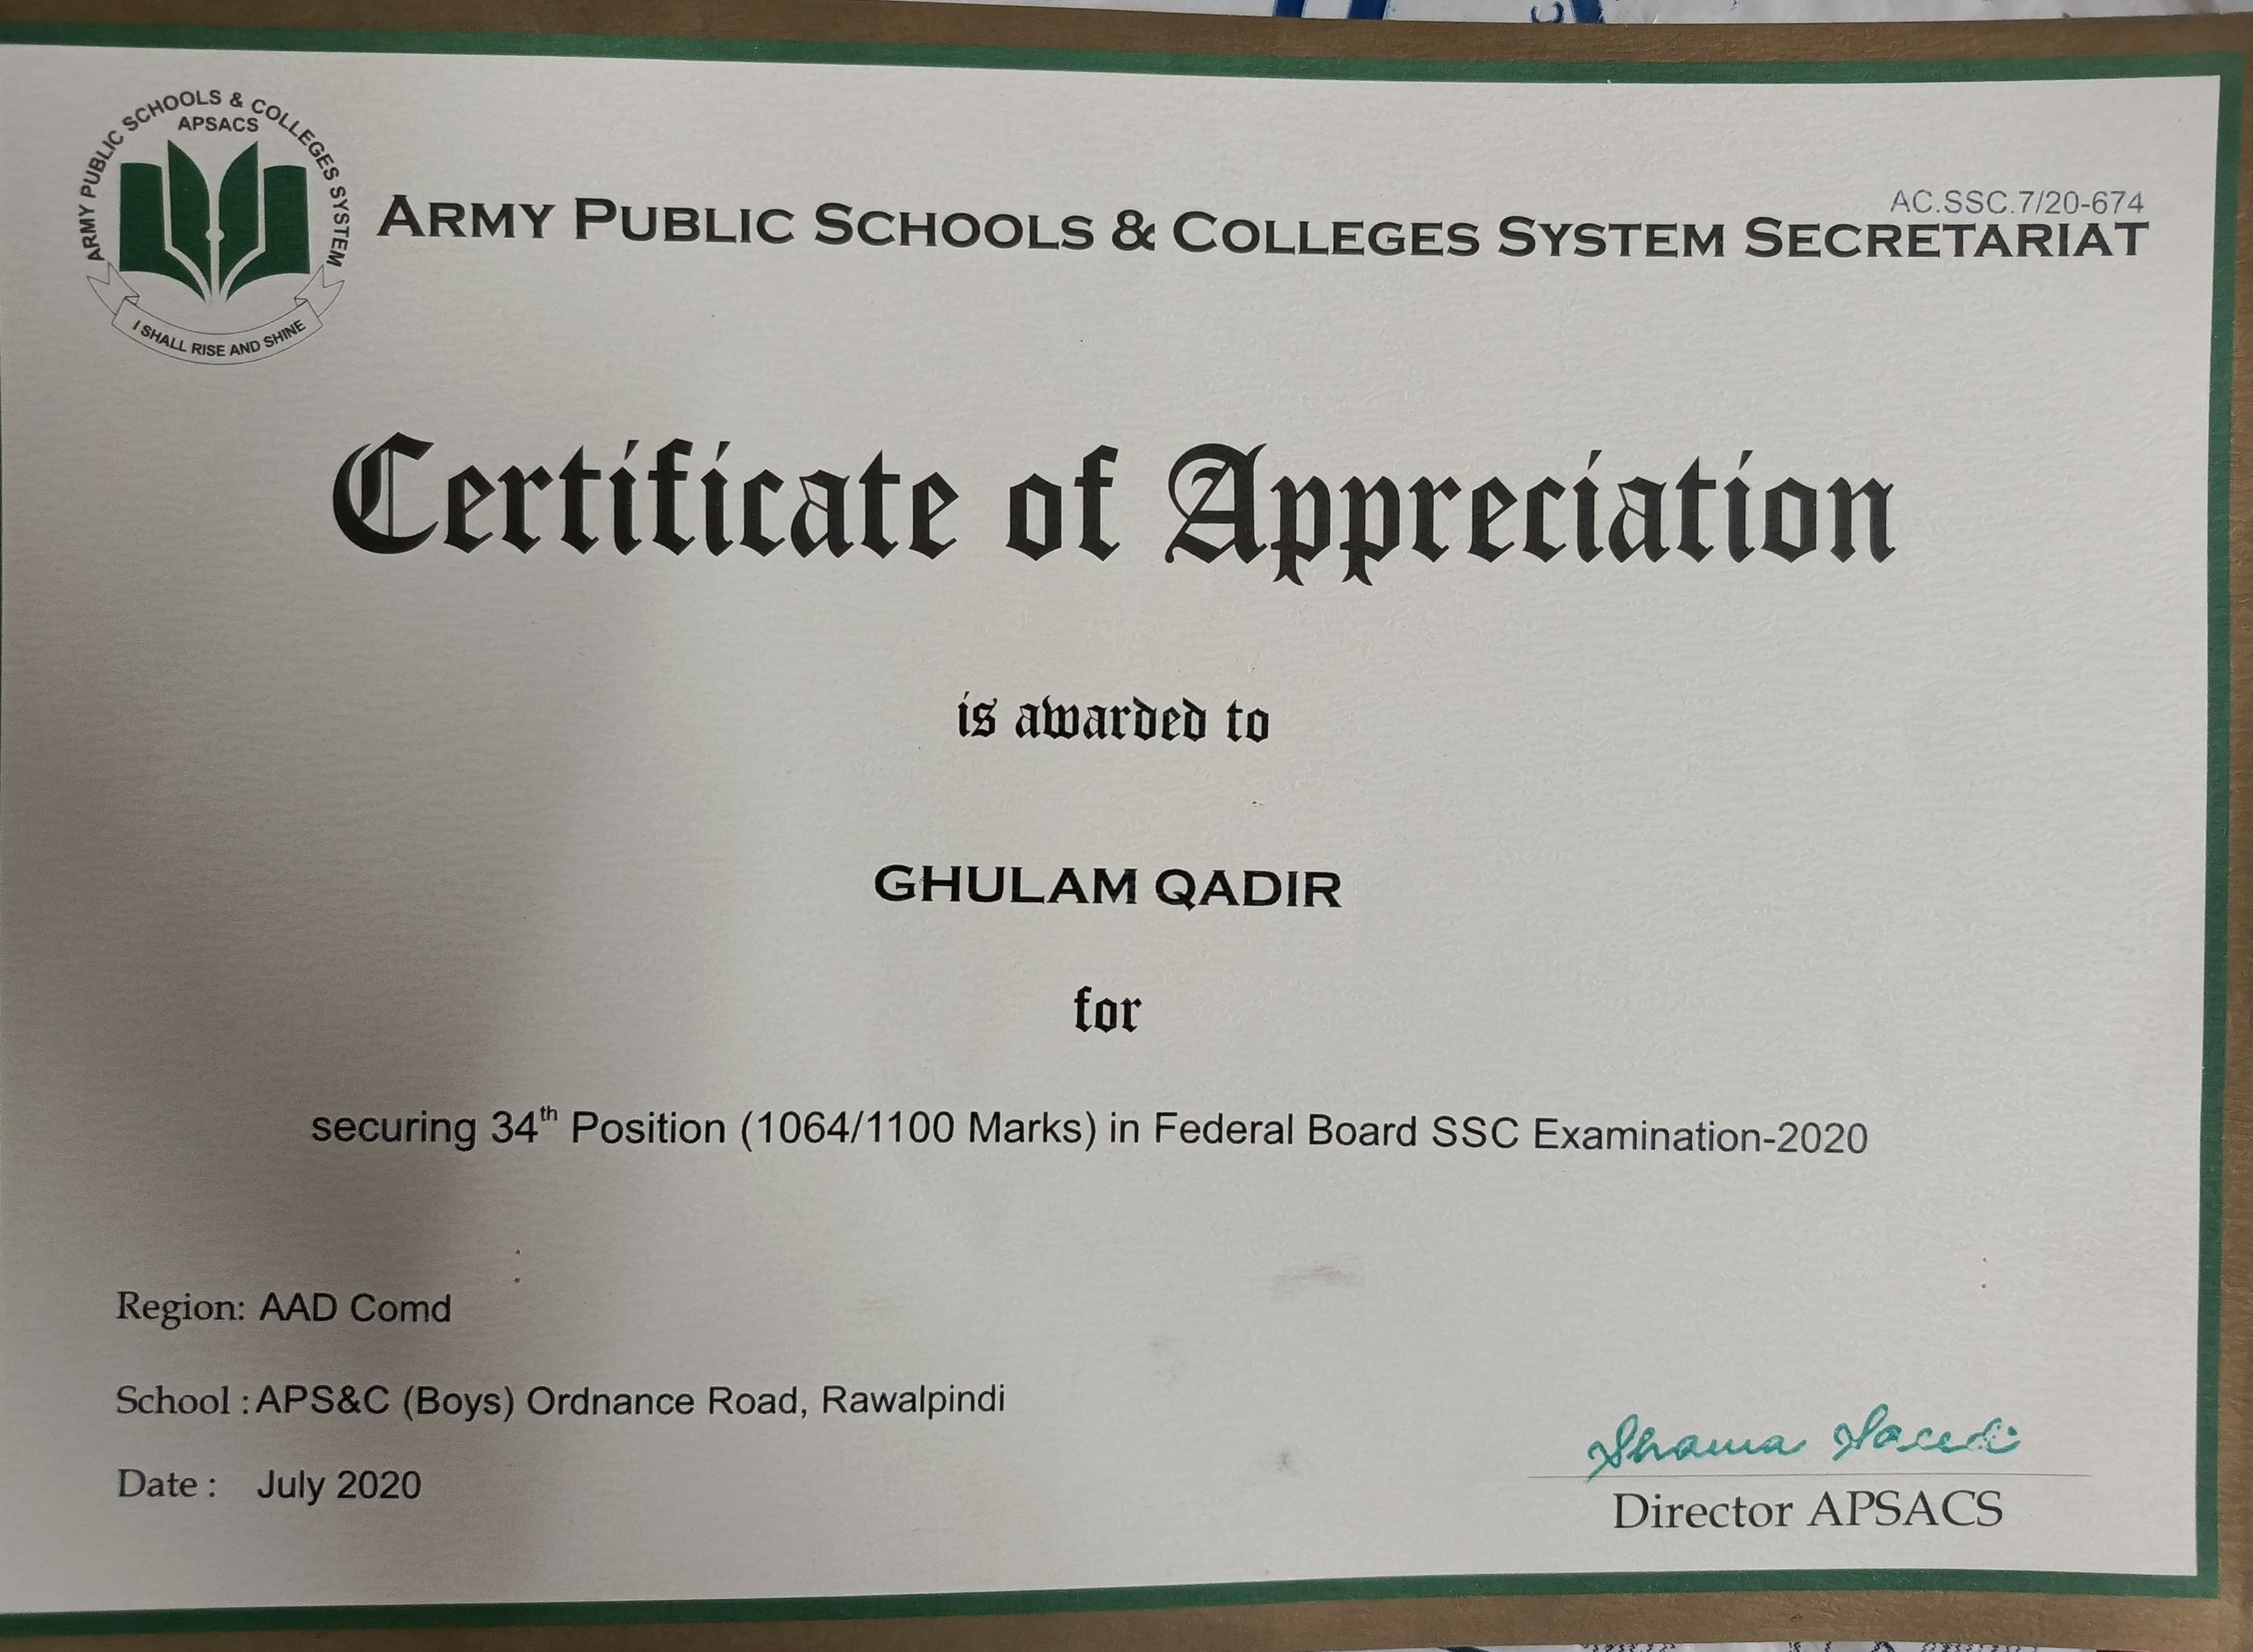 ARMY PUBLIC SCHOOLS & COLLEGES SYSTEM
APSACS
I SHALL RISE AND SHINE
AC.SSC.7/20-674
ARMY PUBLIC SCHOOLS & COLLEGES SYSTEM SECRETARIAT
Certificate of Appreciation
is awarded to
GHULAM QADIR
for
securing 34th Position (1064/1100 Marks) in Federal Board SSC Examination-2020
Region: AAD Comd
School : APS&C (Boys) Ordnance Road, Rawalpindi
Date : July 2020
Shama Saeed
Director APSACS